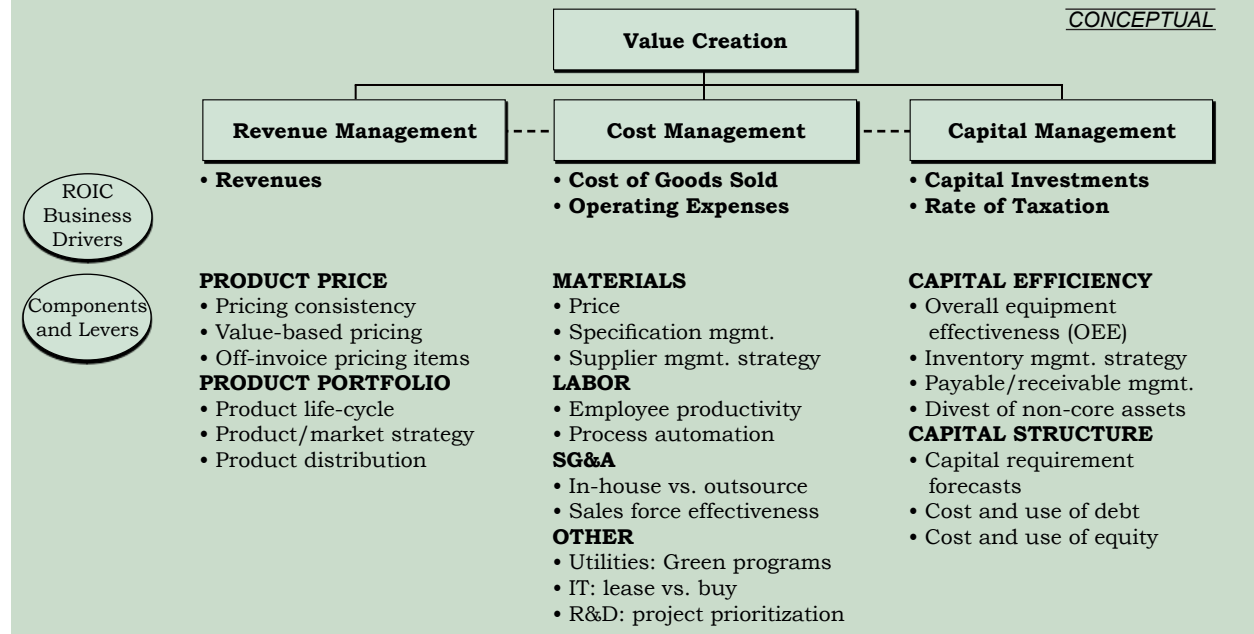 CONCEPTUAL
Value Creation
Revenue Management
Cost Management
Capital Management
ROIC
Business
Drivers
• Revenues
• Cost of Goods Sold
• Operating Expenses
• Capital Investments
• Rate of Taxation
Components
and Levers
PRODUCT PRICE
• Pricing consistency
• Value-based pricing
• Off-invoice pricing items
PRODUCT PORTFOLIO
• Product life-cycle
• Product/market strategy
• Product distribution
MATERIALS
• Price
• Specification mgmt.
• Supplier mgmt. strategy
LABOR
• Employee productivity
• Process automation
SG&A
• In-house vs. outsource
• Sales force effectiveness
OTHER
• Utilities: Green programs
• IT: lease vs. buy
• R&D: project prioritization
CAPITAL EFFICIENCY
• Overall equipment
effectiveness (OEE)
• Inventory mgmt. strategy
• Payable/receivable mgmt.
• Divest of non-core assets
CAPITAL STRUCTURE
• Capital requirement
forecasts
• Cost and use of debt
• Cost and use of equity